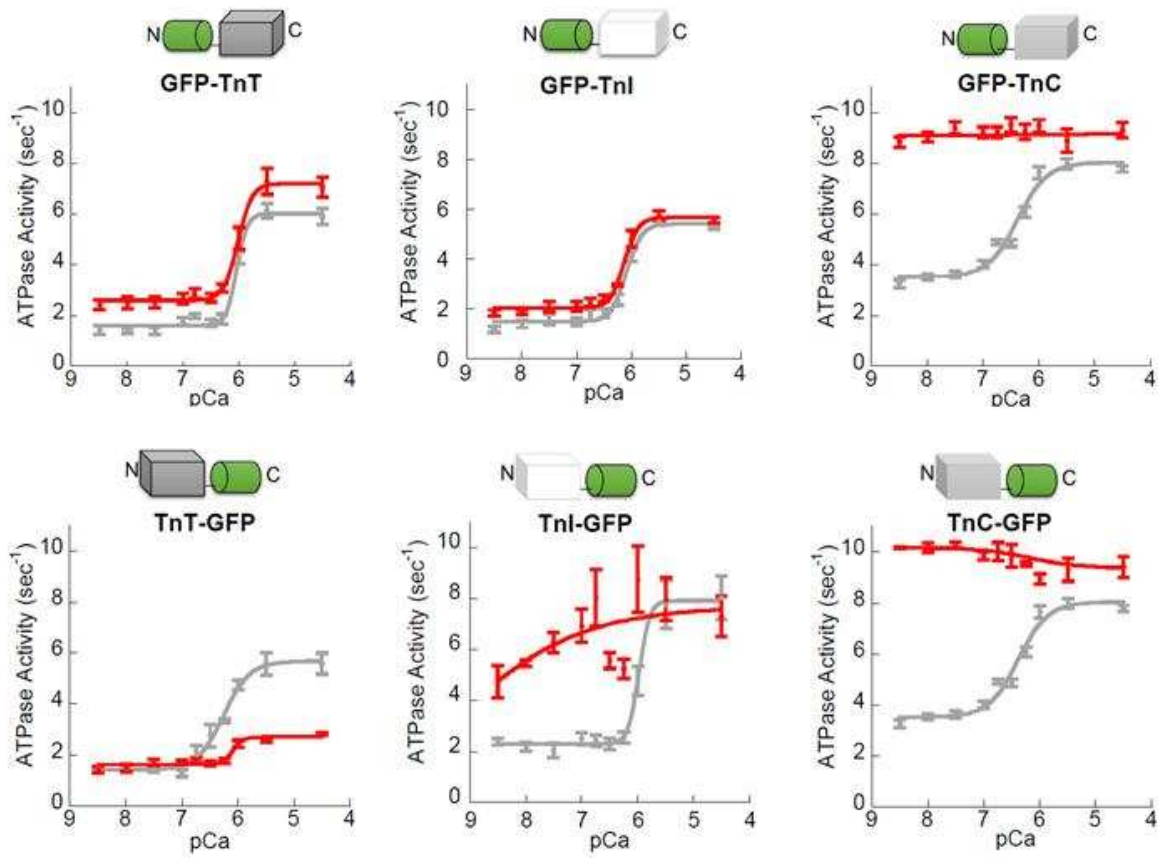 N C
GFP-TnT
ATPase Activity (sec-1)
10
8
6
4
2
0
9 8 7 6 5 4
pCa
N C
GFP-TnI
ATPase Activity (sec-1)
10
8
6
4
2
0
9 8 7 6 5 4
pCa
N C
GFP-TnC
ATPase Activity (sec-1)
10
8
6
4
2
0
9 8 7 6 5 4
pCa
N C
TnT-GFP
ATPase Activity (sec-1)
10
8
6
4
2
0
9 8 7 6 5 4
pCa
N C
TnI-GFP
ATPase Activity (sec-1)
10
8
6
4
2
0
9 8 7 6 5 4
pCa
N C
TnC-GFP
ATPase Activity (sec-1)
10
8
6
4
2
0
9 8 7 6 5 4
pCa